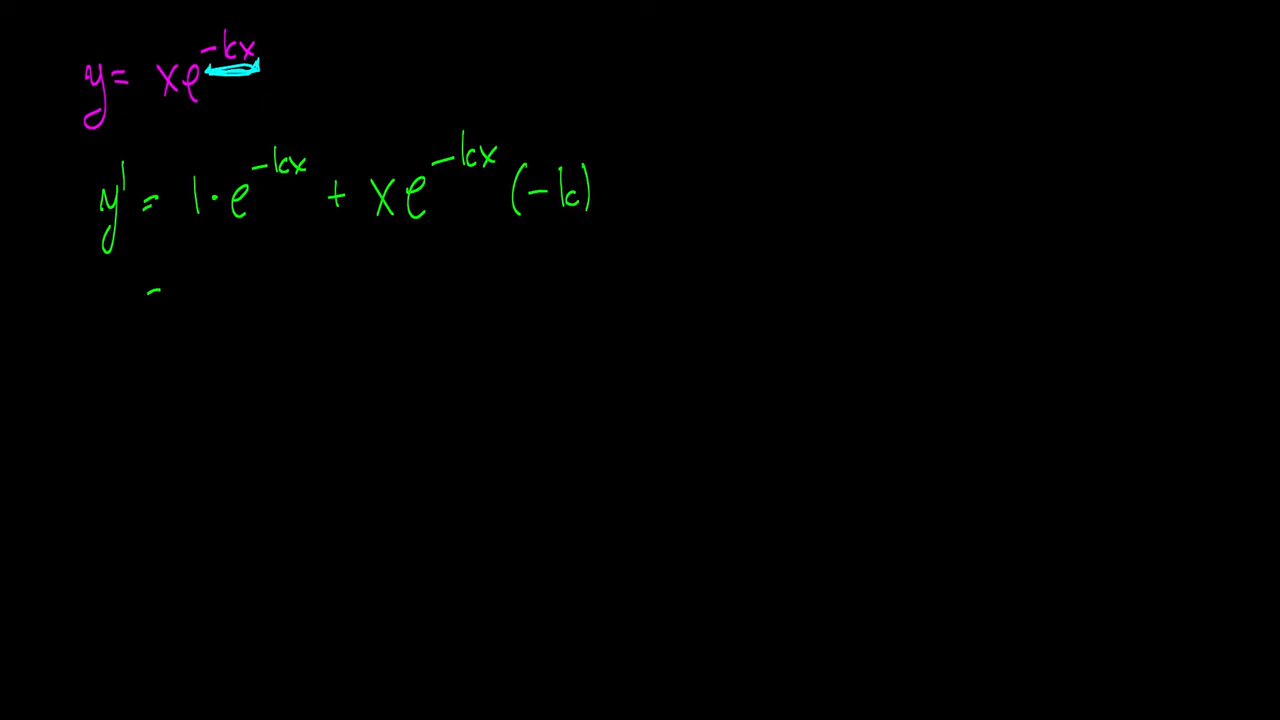 y = xe^{-kx}
y' = 1·e^{-kx} + xe^{-kx} (-k)
-